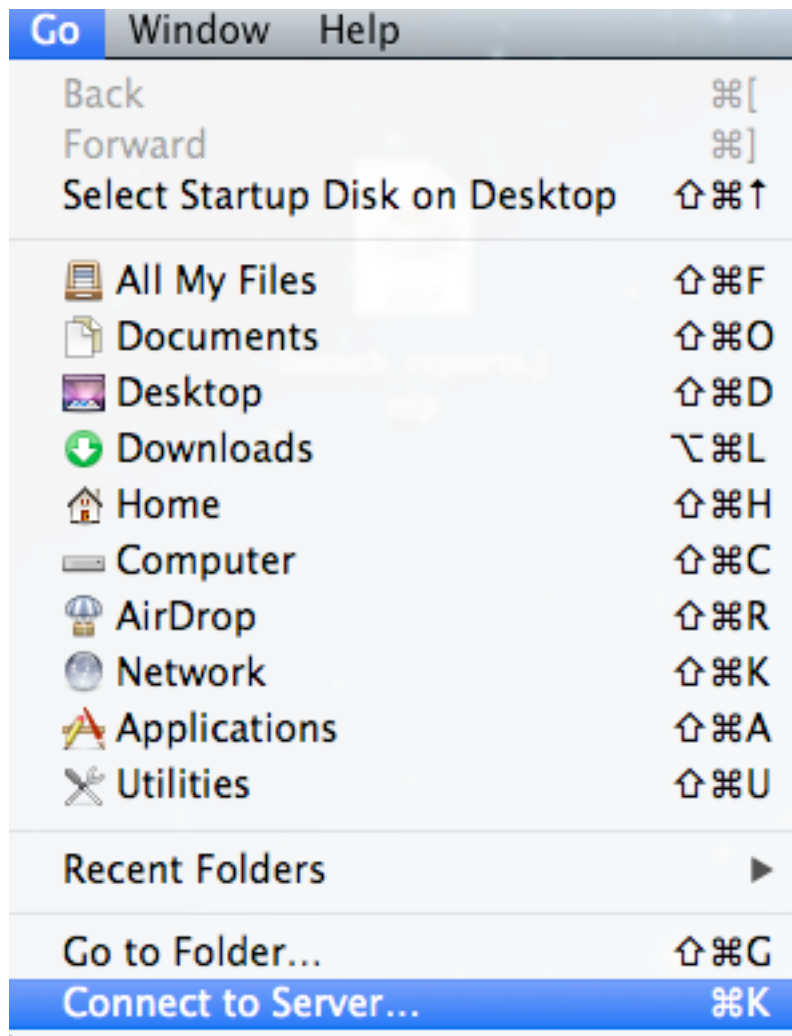 Go Window Help
Back ⌘[
Forward ⌘]
Select Startup Disk on Desktop ⇧⌘↑
All My Files ⇧⌘F
Documents ⇧⌘O
Desktop ⇧⌘D
Downloads ⌥⌘L
Home ⇧⌘H
Computer ⇧⌘C
AirDrop ⇧⌘R
Network ⇧⌘K
Applications ⇧⌘A
Utilities ⇧⌘U
Recent Folders ▶
Go to Folder... ⇧⌘G
Connect to Server... ⌘K